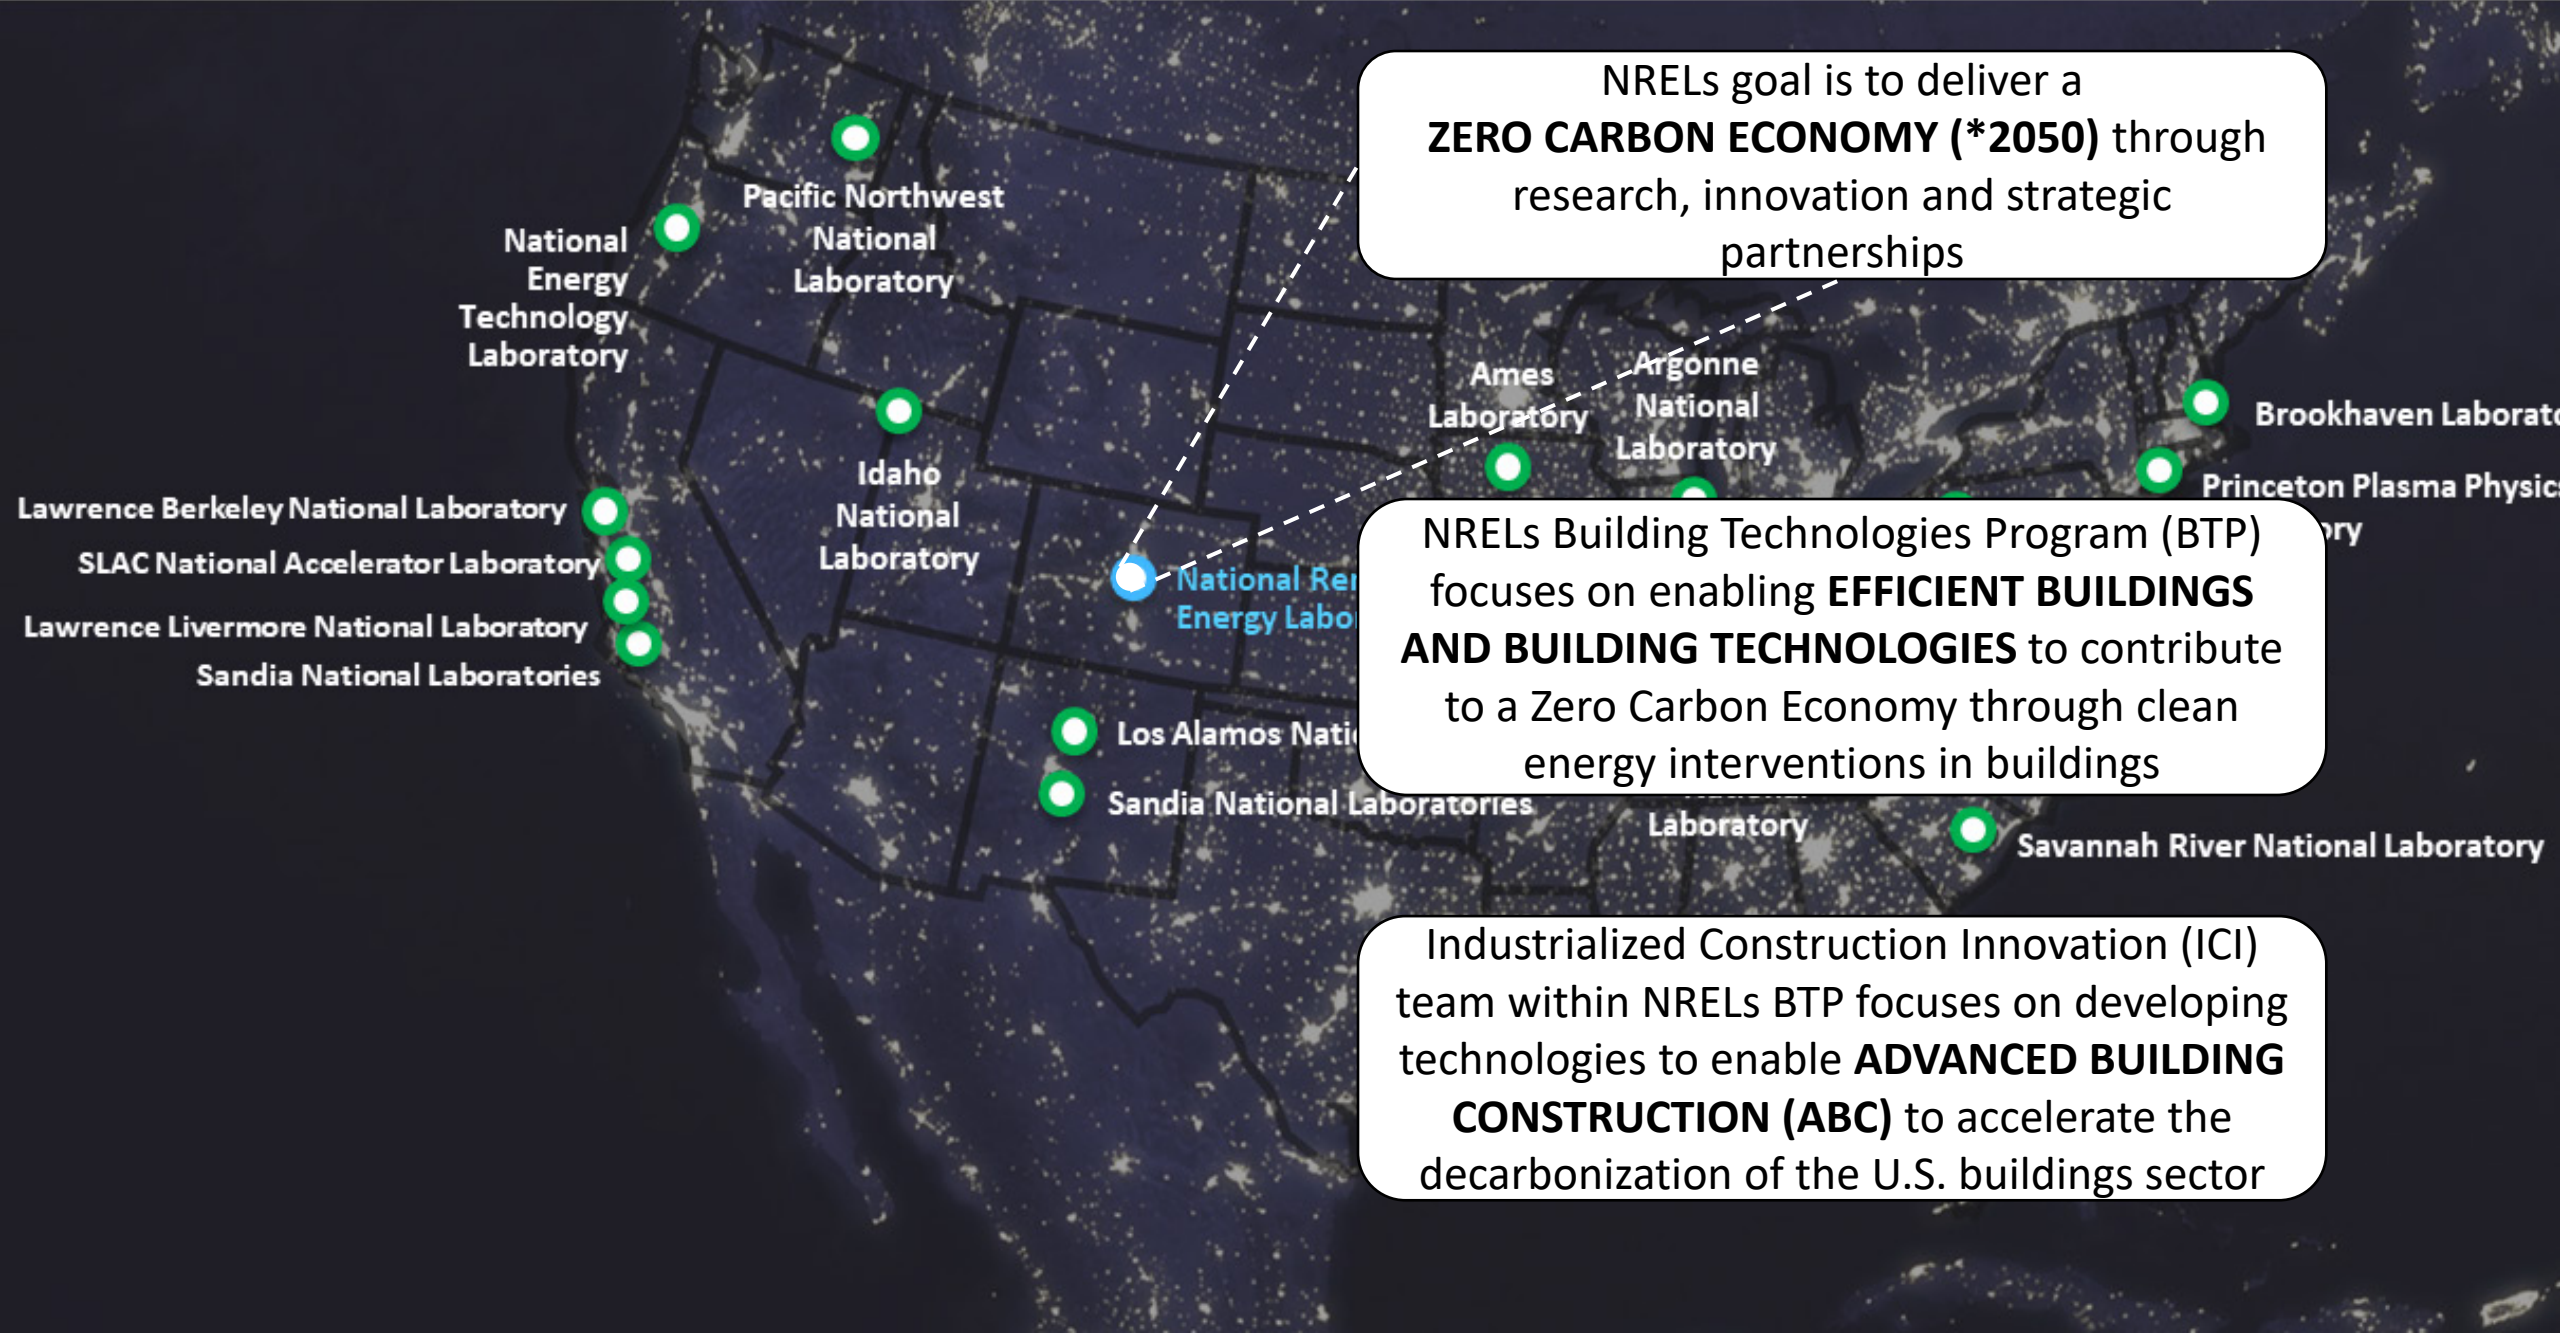 NRELs goal is to deliver a
ZERO CARBON ECONOMY (*2050) through
research, innovation and strategic
partnerships
Pacific Northwest
National
Laboratory
National
Energy
Technology
Laboratory
Ames
Laboratory
Argonne
National
Laboratory
Brookhaven
Idaho
National
Laboratory
Princeton Plasma
Lawrence Berkeley National Laboratory
SLAC National Accelerator Laboratory
Lawrence Livermore National Laboratory
Sandia National Laboratories
National
Energy
NRELs Building Technologies Program (BTP)
focuses on enabling EFFICIENT BUILDINGS
AND BUILDING TECHNOLOGIES to contribute
to a Zero Carbon Economy through clean
energy interventions in buildings
Los Alamos
Sandia National Laboratories
Laboratory
Savannah River National Laboratory
Industrialized Construction Innovation (ICI)
team within NRELs BTP focuses on developing
technologies to enable ADVANCED BUILDING
CONSTRUCTION (ABC) to accelerate the
decarbonization of the U.S. buildings sector